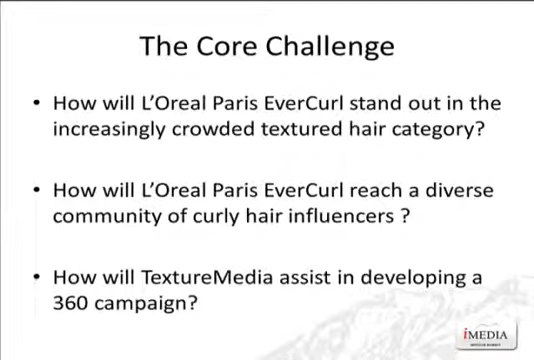 The Core Challenge
• How will L'Oreal Paris EverCurl stand out in the
increasingly crowded textured hair category?
• How will L'Oreal Paris EverCurl reach a diverse
community of curly hair influencers ?
• How will TextureMedia assist in developing a
360 campaign?
iMEDIA